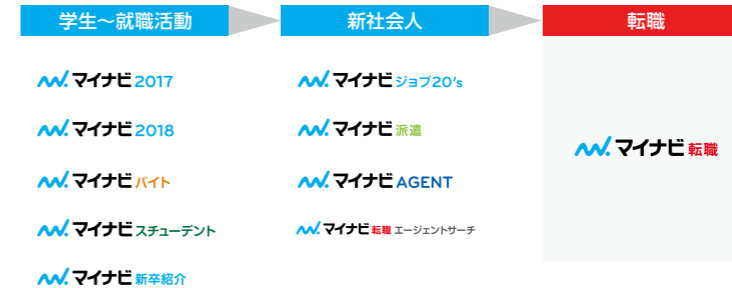 学生～就職活動
新社会人
転職
マイナビ2017
マイナビ2018
マイナビバイト
マイナビスチューデント
マイナビ新卒紹介
マイナビジョブ20's
マイナビ派遣
マイナビAGENT
マイナビ転職エージェントサーチ
マイナビ転職